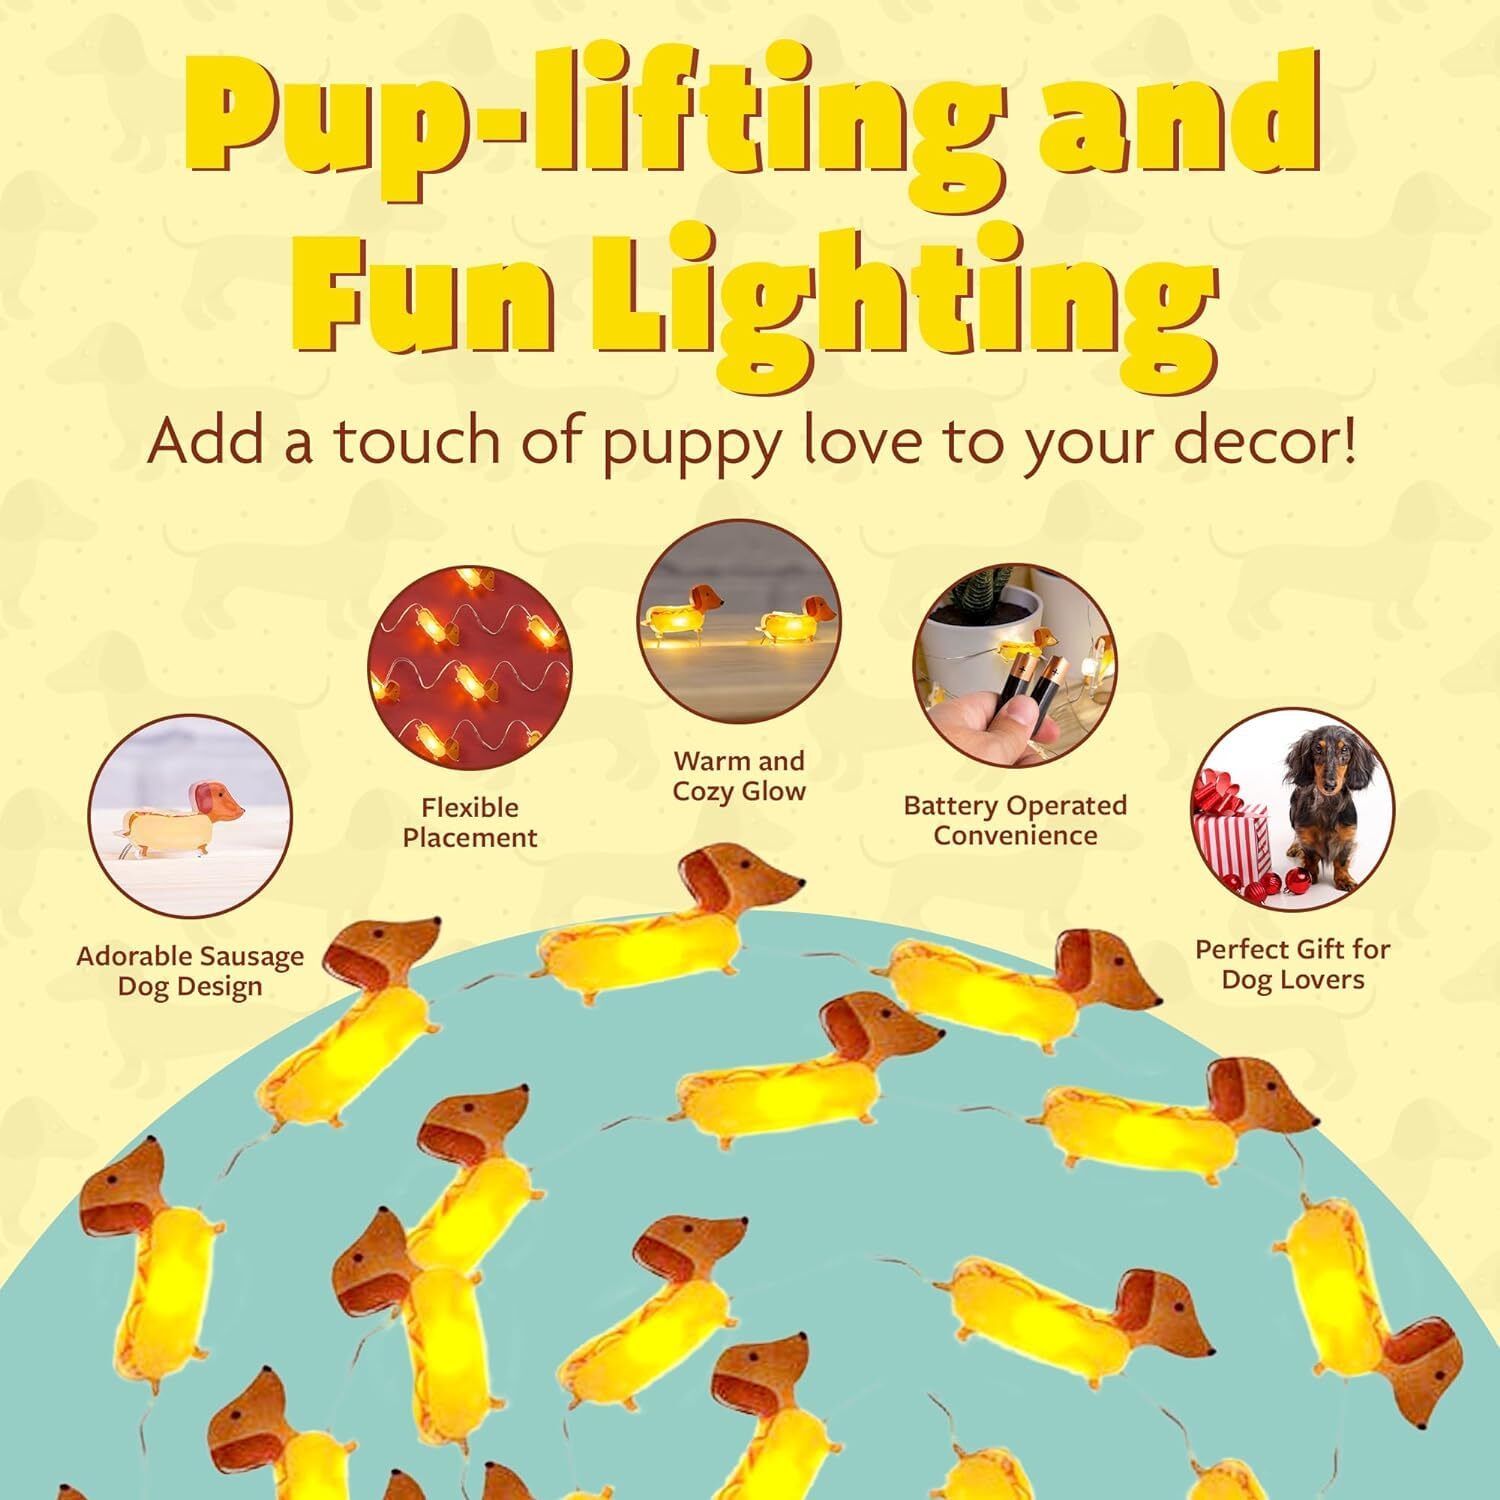 Pup-lifting and
Fun Lighting
Add a touch of puppy love to your decor!
Adorable Sausage
Dog Design
Flexible
Placement
Warm and
Cozy Glow
Battery Operated
Convenience
Perfect Gift for
Dog Lovers